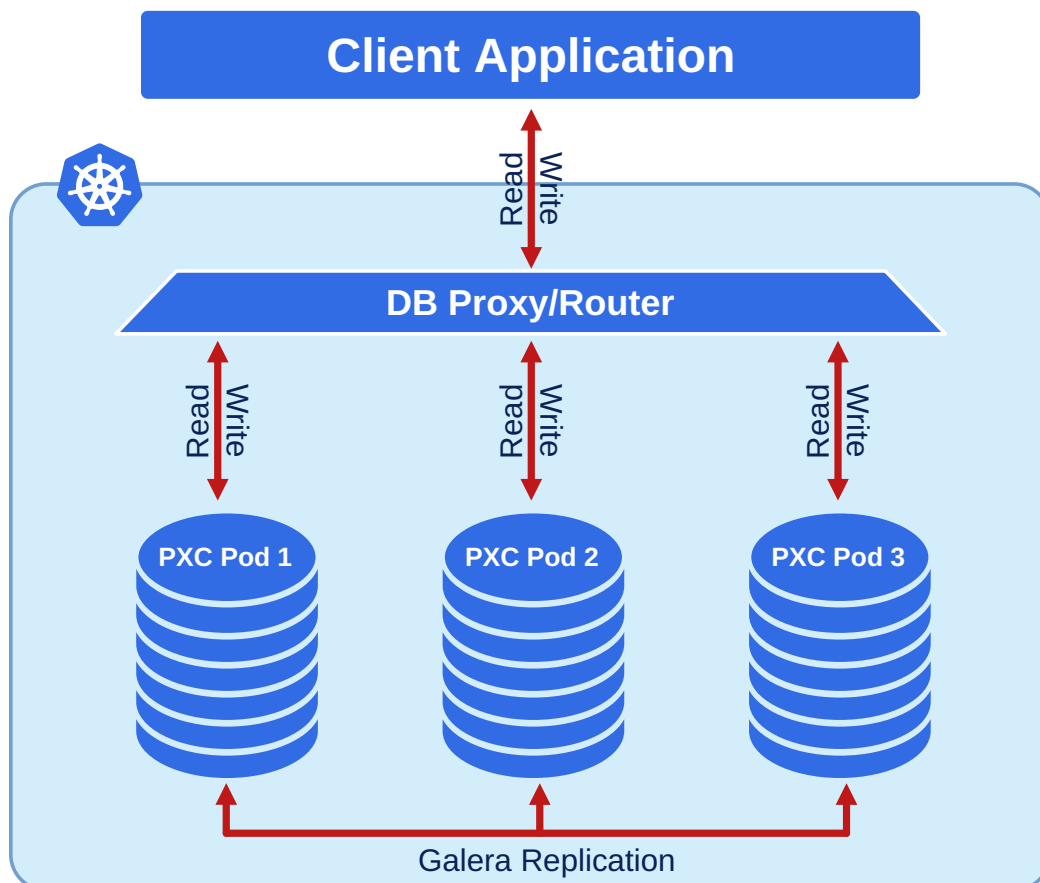 Client Application
Read
Write
DB Proxy/Router
Read
Write
Read
Write
Read
Write
PXC Pod 1
PXC Pod 2
PXC Pod 3
Galera Replication